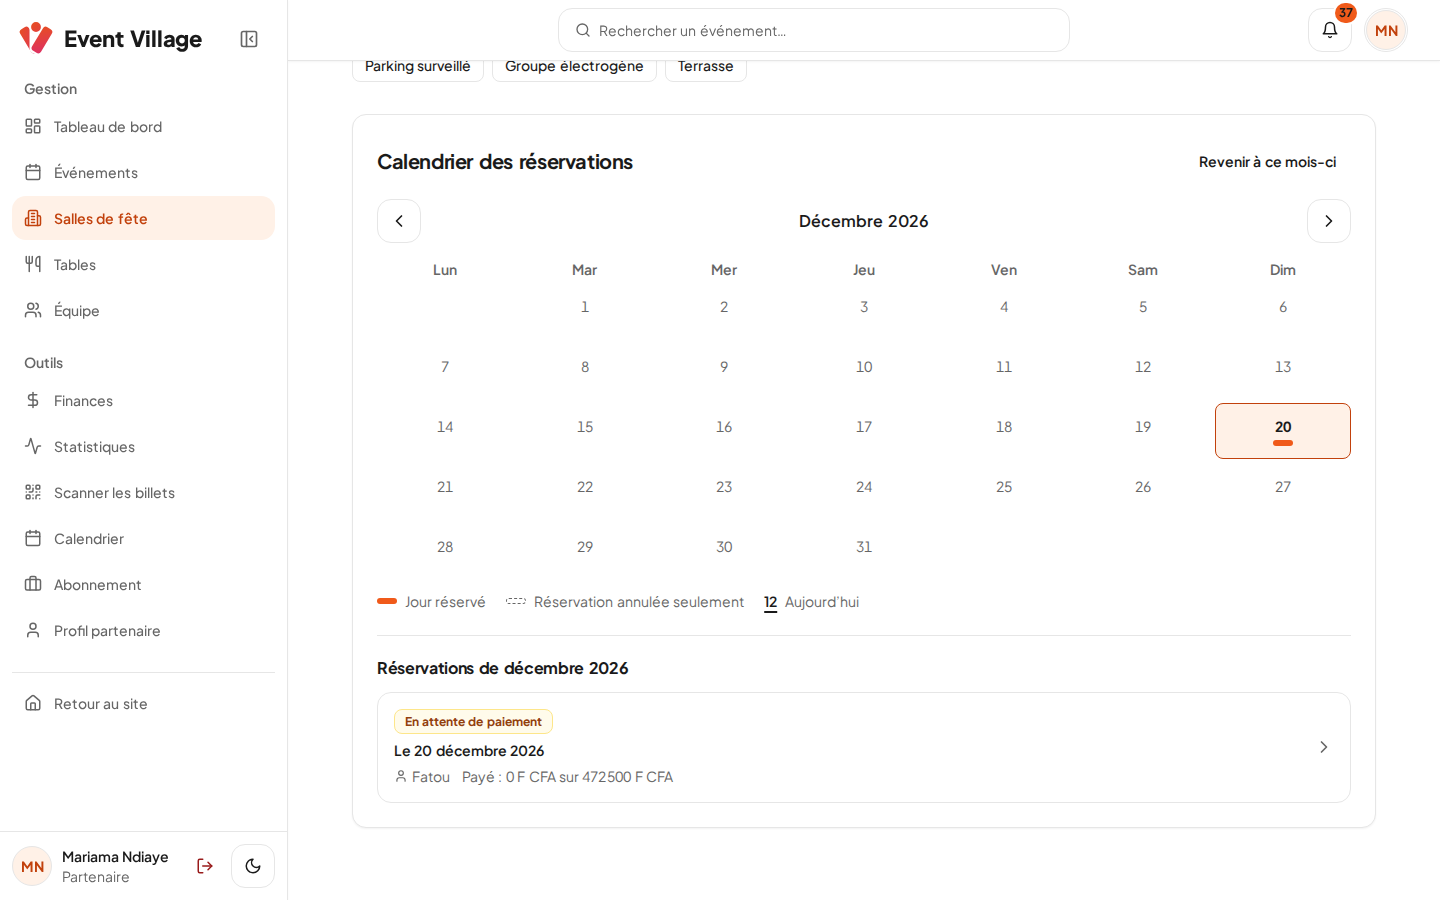 Event Village
Rechercher un événement...
37
MN
Gestion
Tableau de bord
Événements
Salles de fête
Tables
Équipe
Outils
Finances
Statistiques
Scanner les billets
Calendrier
Abonnement
Profil partenaire
Retour au site
MN
Mariama Ndiaye
Partenaire
Parking surveillé Groupe électrogène Terrasse
Calendrier des réservations
Revenir à ce mois-ci
Décembre 2026
Lun Mar Mer Jeu Ven Sam Dim
1 2 3 4 5 6
7 8 9 10 11 12 13
14 15 16 17 18 19 20
21 22 23 24 25 26 27
28 29 30 31
Jour réservé Réservation annulée seulement 12 Aujourd'hui
Réservations de décembre 2026
En attente de paiement
Le 20 décembre 2026
Fatou Payé : 0 F CFA sur 472 500 F CFA